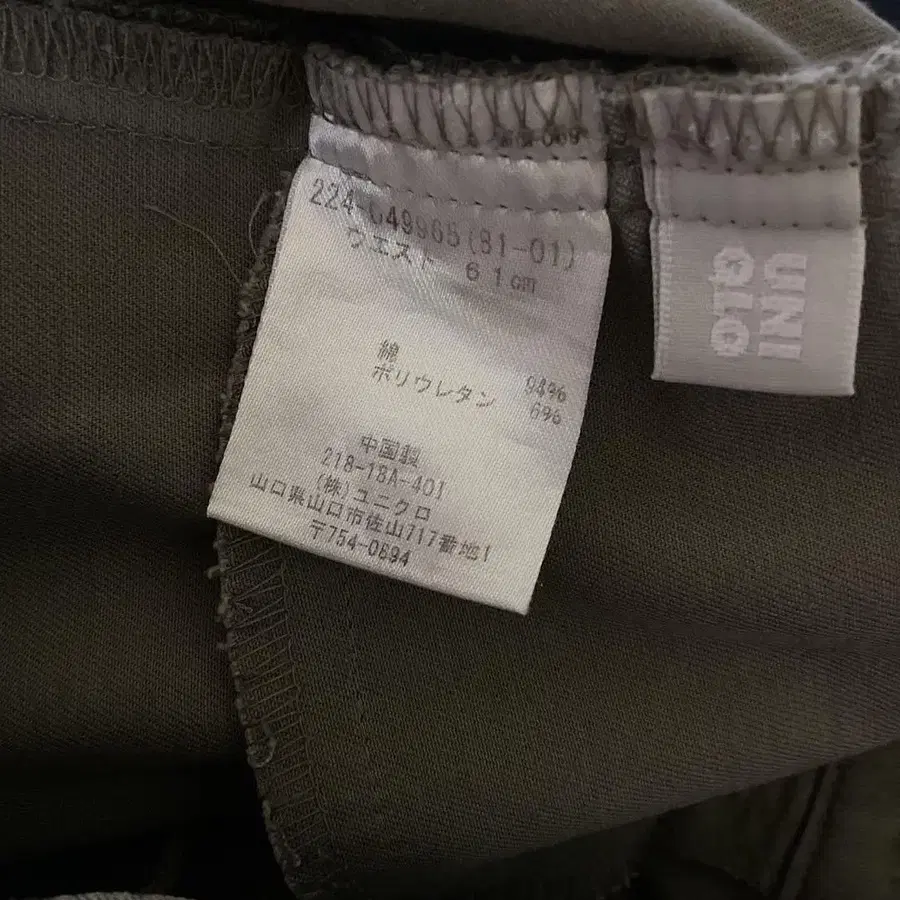 224-049965(81-01)
ウエスト 61cm
綿 94%
ポリウレタン 6%
中国製
218-18A-401
(株)ユニクロ
山口県山口市佐山717番地1
〒754-0894
UNI
QLO